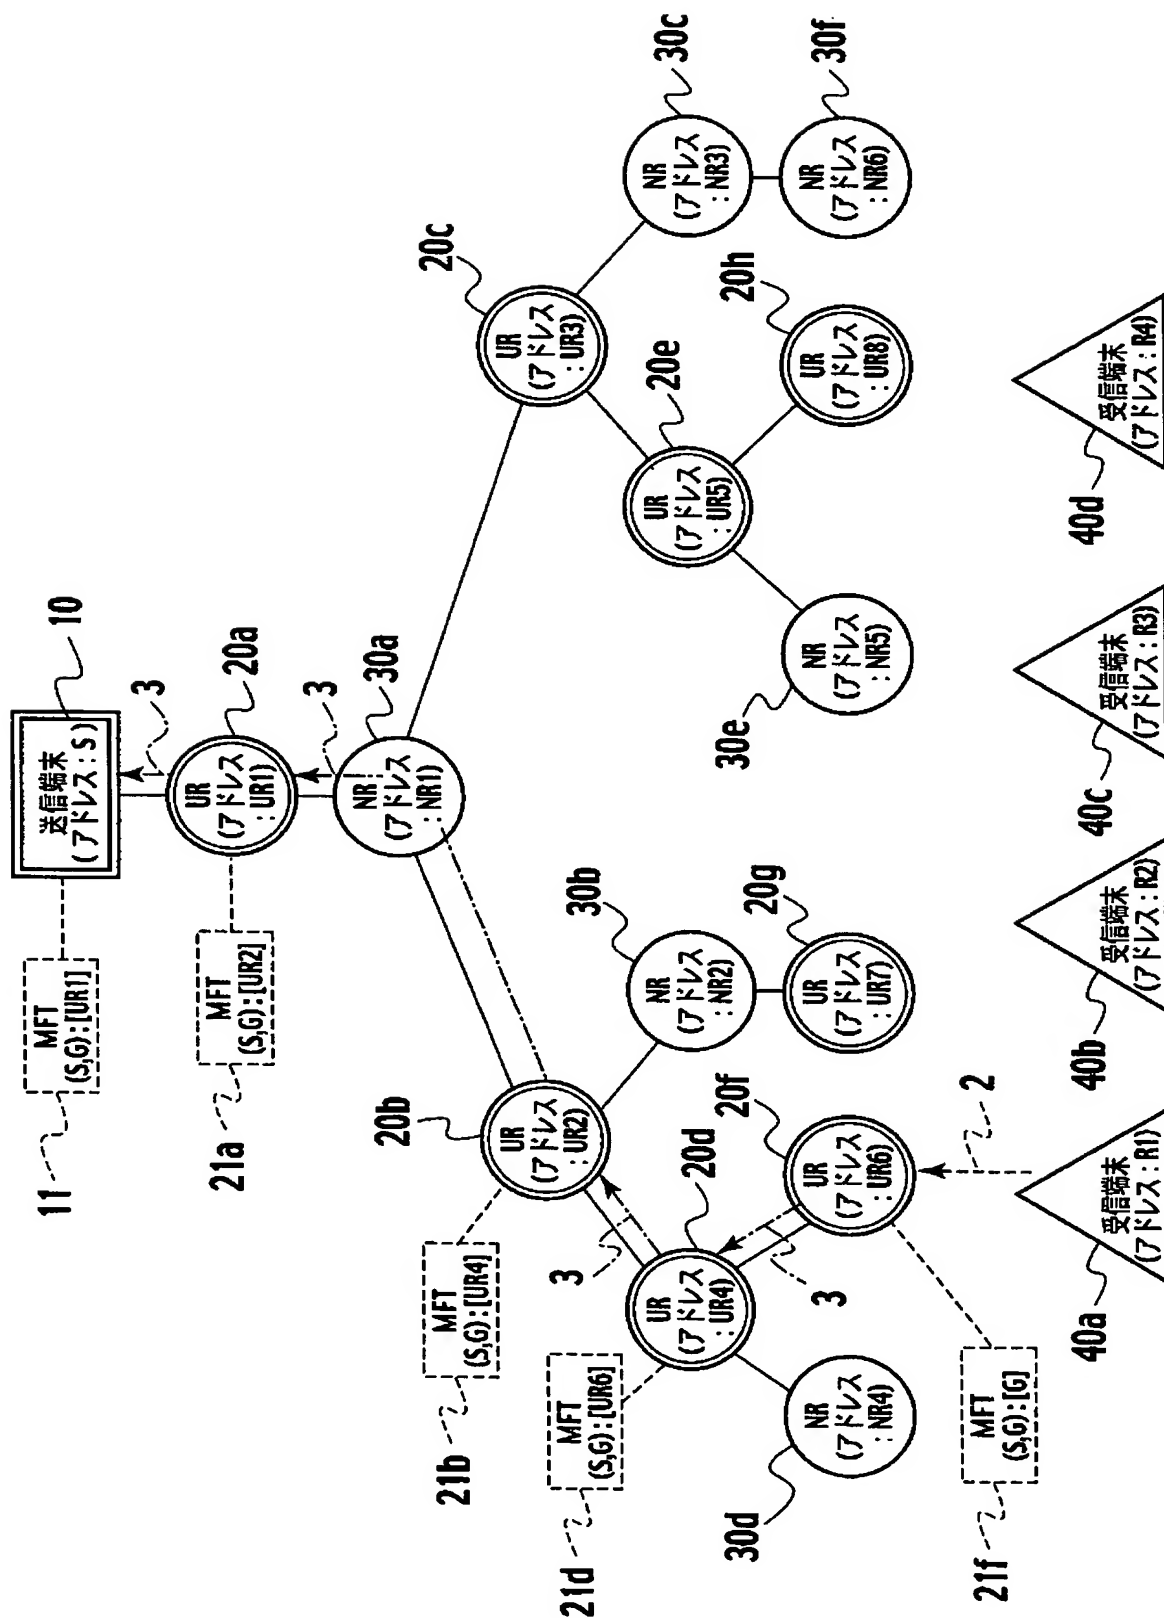 送信端末
(アドレス:S)
10
MFT
(S,G):[UR1]
11
3
UR
(アドレス
:UR1)
20a
MFT
(S,G):[UR2]
21a
3
NR
(アドレス
:NR1)
30a
UR
(アドレス
:UR2)
20b
MFT
(S,G):[UR4]
21b
UR
(アドレス
:UR3)
20c
3
UR
(アドレス
:UR4)
20d
MFT
(S,G):[UR6]
21d
NR
(アドレス
:NR2)
30b
UR
(アドレス
:UR5)
20e
NR
(アドレス
:NR3)
30c
3
NR
(アドレス
:NR4)
30d
UR
(アドレス
:UR6)
20f
UR
(アドレス
:UR7)
20g
NR
(アドレス
:NR5)
30e
UR
(アドレス
:UR8)
20h
NR
(アドレス
:NR6)
30f
MFT
(S,G):[G]
21f
2
受信端末
(アドレス:R1)
40a
受信端末
(アドレス:R2)
40b
受信端末
(アドレス:R3)
40c
受信端末
(アドレス:R4)
40d